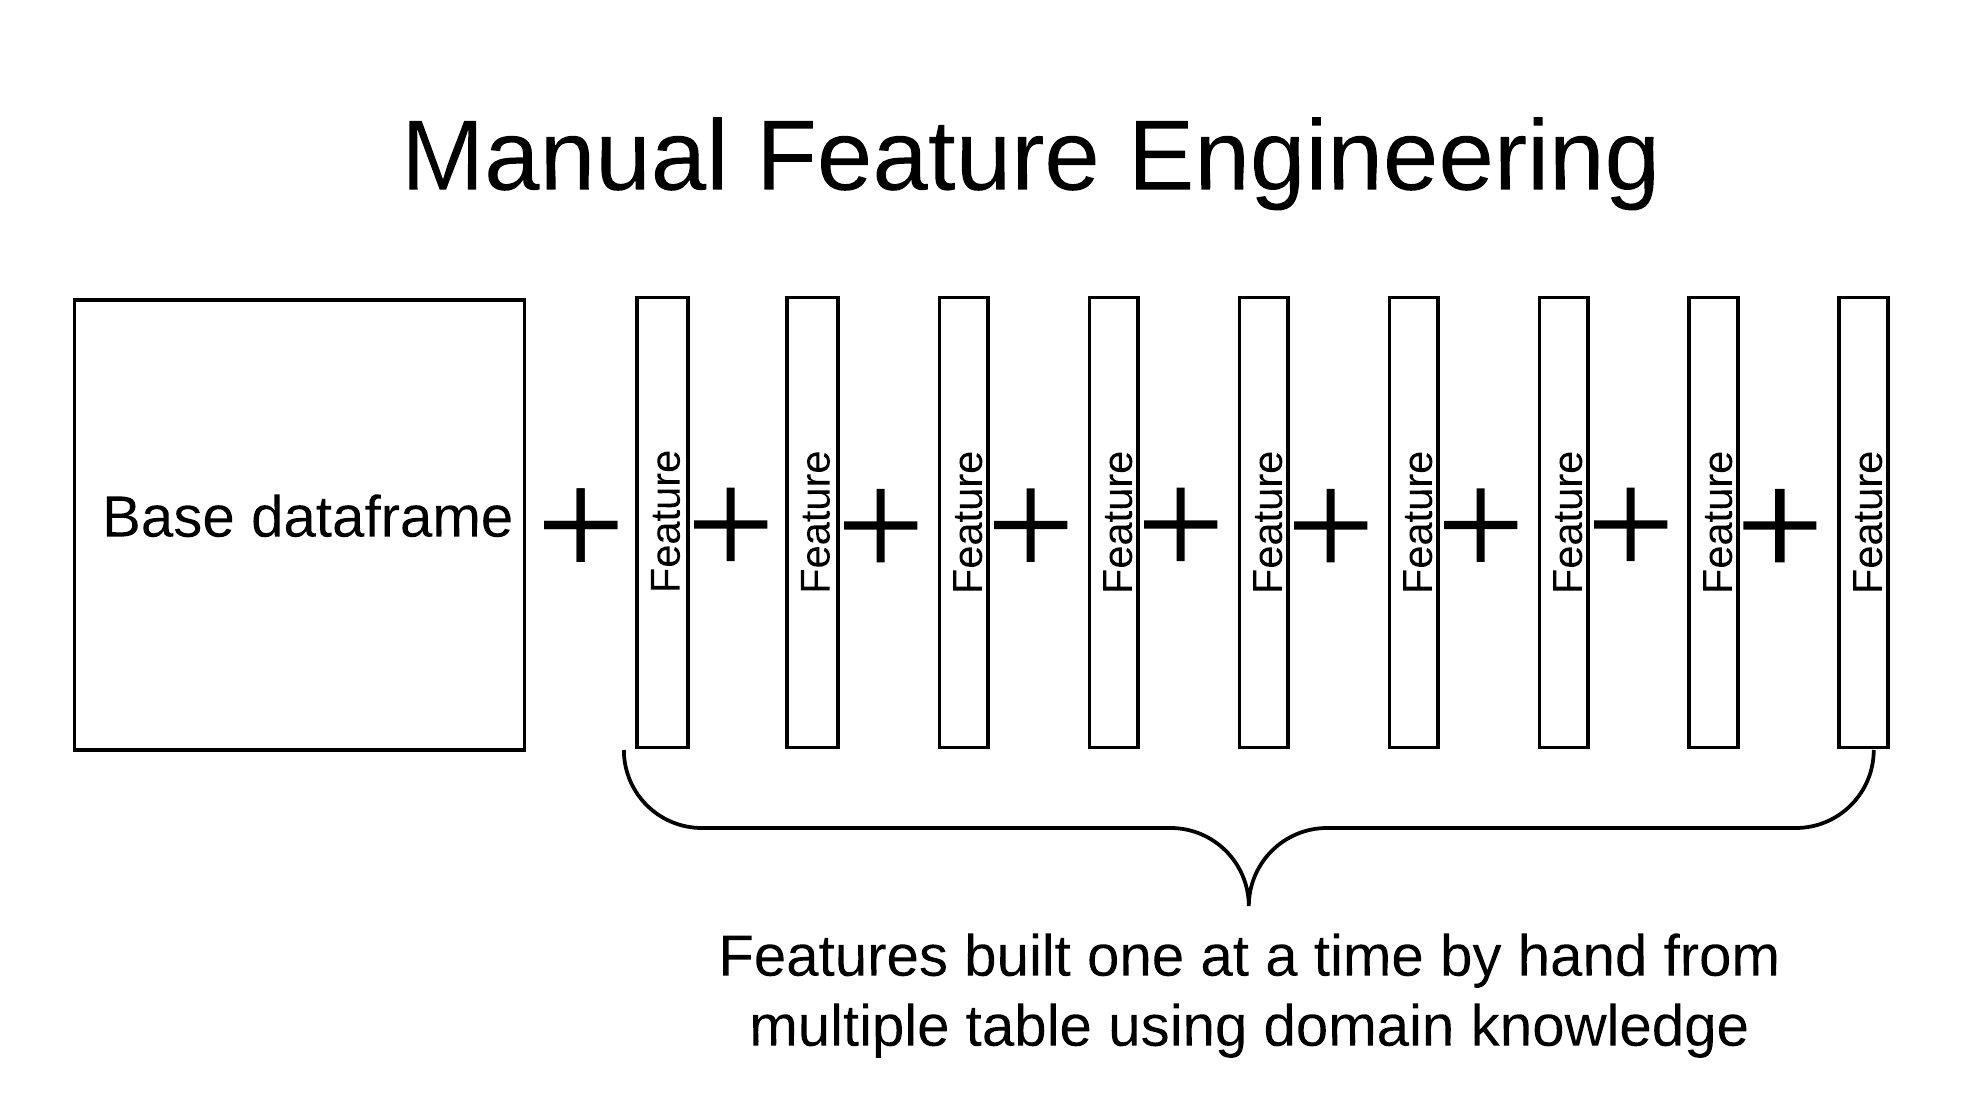 Manual Feature Engineering
Base dataframe + Feature + Feature + Feature + Feature + Feature + Feature + Feature + Feature + Feature
Features built one at a time by hand from
multiple table using domain knowledge